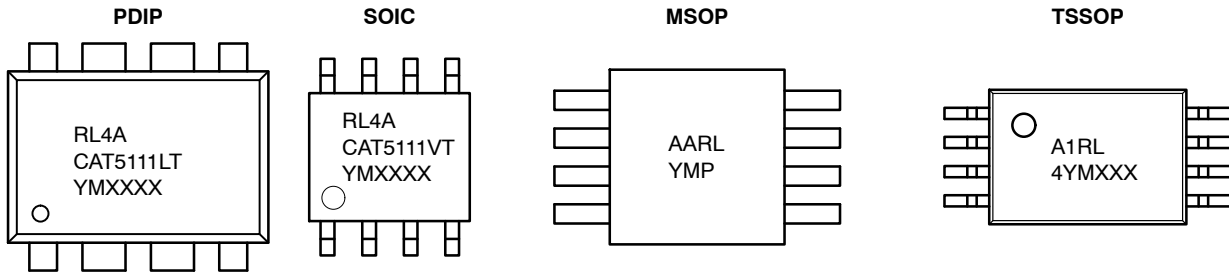 PDIP
SOIC
MSOP
TSSOP
RL4A
CAT5111LT
YMXXXX
RL4A
CAT5111VT
YMXXXX
AARL
YMP
A1RL
4YMXXX